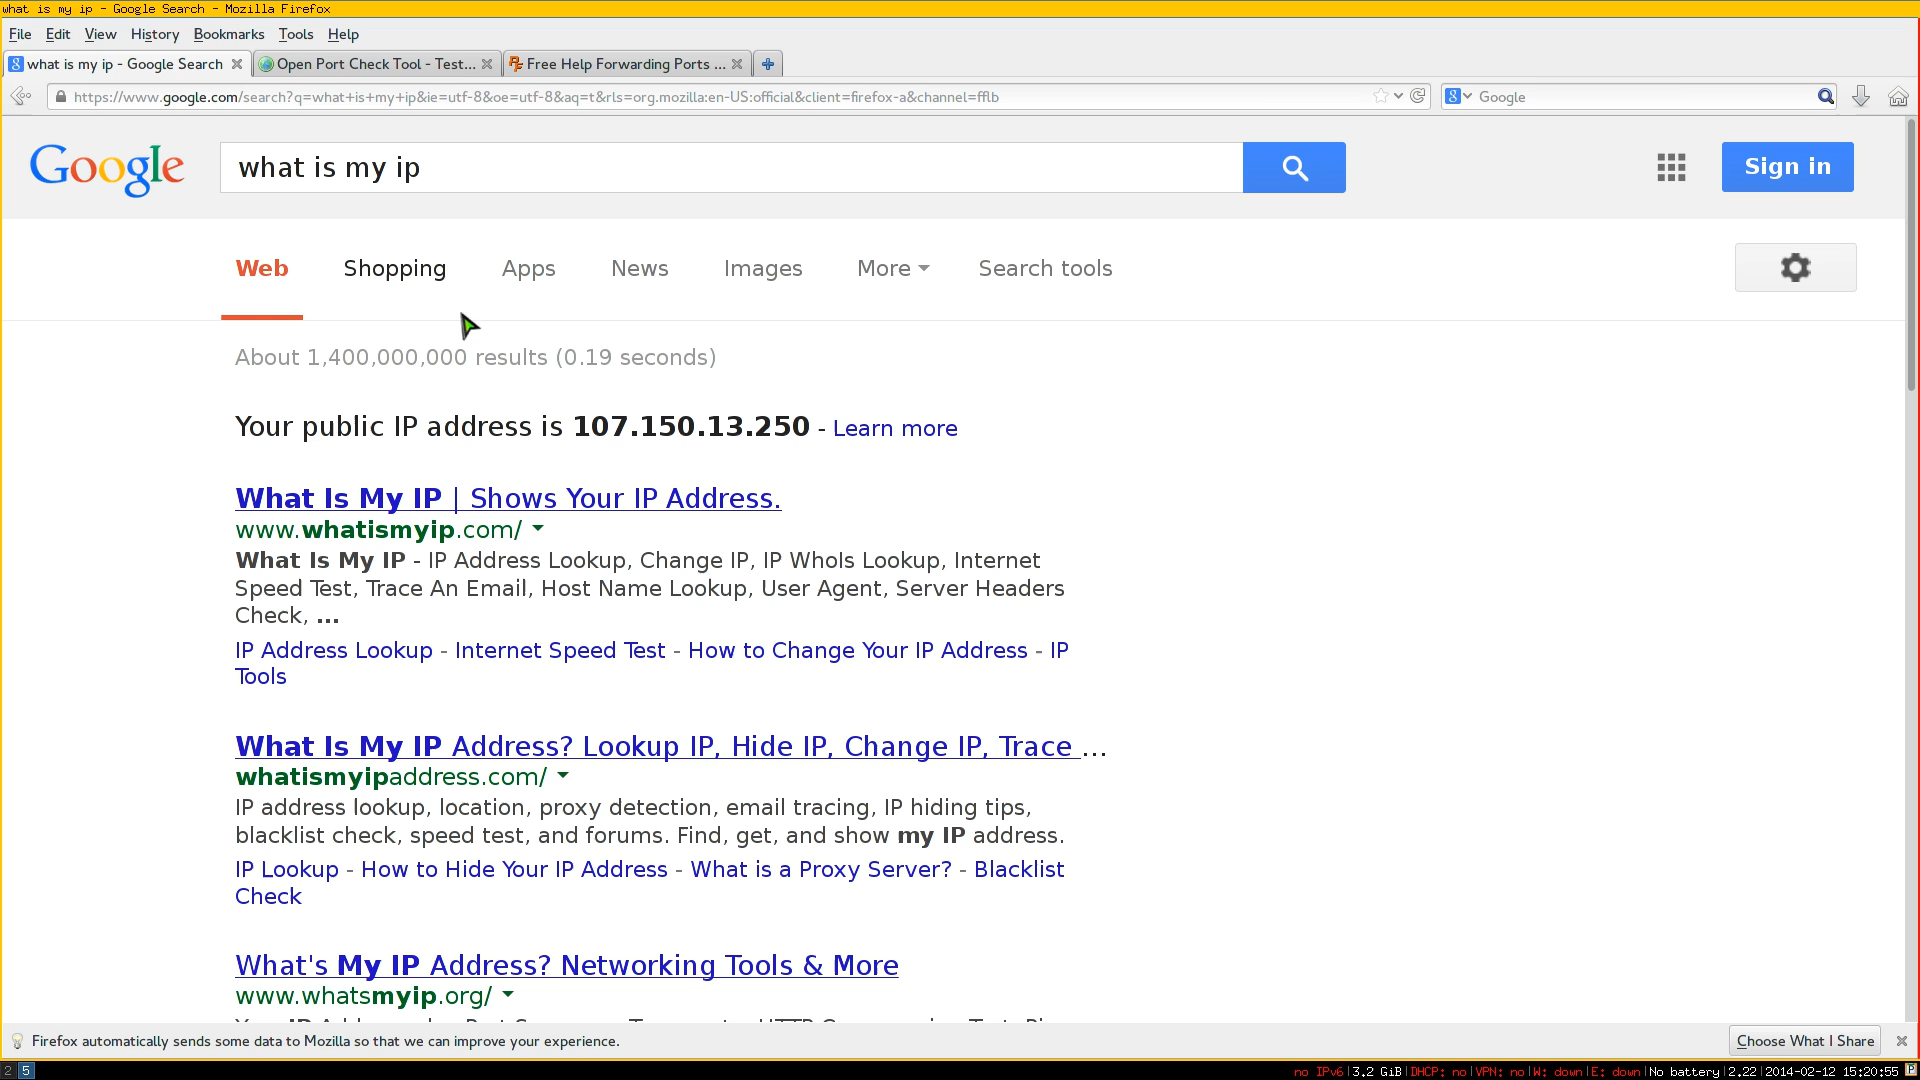 what is my ip - Google Search - Mozilla Firefox
File Edit View History Bookmarks Tools Help
what is my ip - Google Search
Open Port Check Tool - Test...
Free Help Forwarding Ports ...
https://www.google.com/search?q=what+is+my+ip&ie=utf-8&oe=utf-8&aq=t&rls=org.mozilla:en-US:official&client=firefox-a&channel=fflb
Google
Google
what is my ip
Sign in
Web Shopping Apps News Images More Search tools
About 1,400,000,000 results (0.19 seconds)
Your public IP address is 107.150.13.250 - Learn more
What Is My IP | Shows Your IP Address.
www.whatismyip.com/
What Is My IP - IP Address Lookup, Change IP, IP WhoIs Lookup, Internet
Speed Test, Trace An Email, Host Name Lookup, User Agent, Server Headers
Check, ...
IP Address Lookup - Internet Speed Test - How to Change Your IP Address - IP
Tools
What Is My IP Address? Lookup IP, Hide IP, Change IP, Trace ...
whatismyipaddress.com/
IP address lookup, location, proxy detection, email tracing, IP hiding tips,
blacklist check, speed test, and forums. Find, get, and show my IP address.
IP Lookup - How to Hide Your IP Address - What is a Proxy Server? - Blacklist
Check
What's My IP Address? Networking Tools & More
www.whatsmyip.org/
Firefox automatically sends some data to Mozilla so that we can improve your experience.
Choose What I Share
2 5
no IPv6|3.2 GiB|DHCP: no|VPN: no|W: down|E: down|No battery|2.22|2014-02-12 15:20:55